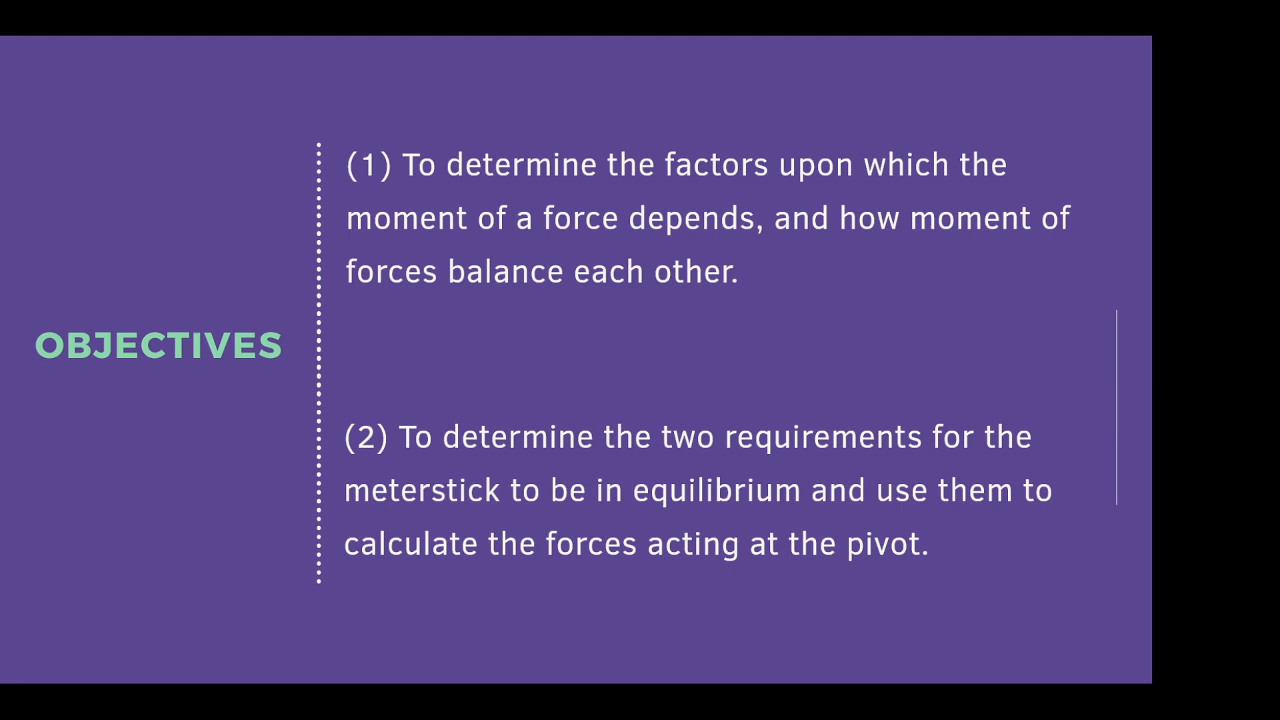 OBJECTIVES
(1) To determine the factors upon which the
moment of a force depends, and how moment of
forces balance each other.
(2) To determine the two requirements for the
meterstick to be in equilibrium and use them to
calculate the forces acting at the pivot.